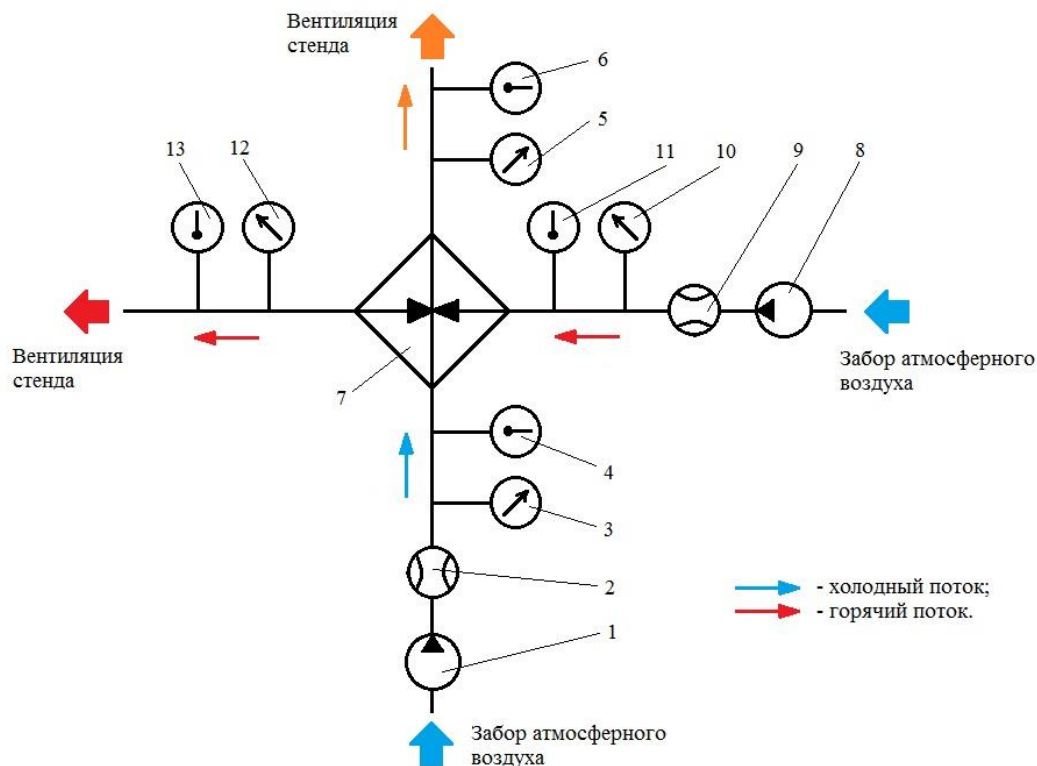 Вентиляция
стенда
6
5
13
12
11
10
9
8
Вентиляция
стенда
7
Забор атмосферного
воздуха
4
3
2
- холодный поток;
- горячий поток.
1
Забор атмосферного
воздуха